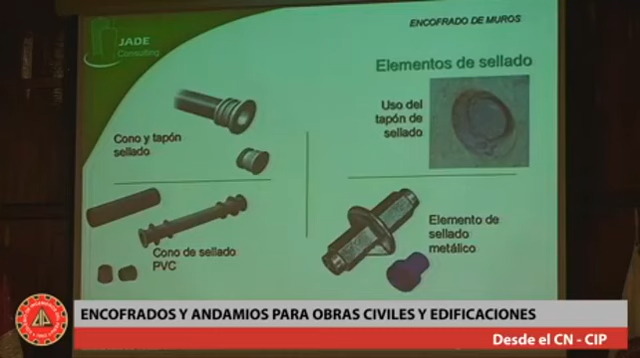 JADE
Consulting
ENCOFRADO DE MUROS
Elementos de sellado
Cono y tapón
sellado
Uso del
tapón de
sellado
Cono de sellado
PVC
Elemento de
sellado
metálico
ENCOFRADOS Y ANDAMIOS PARA OBRAS CIVILES Y EDIFICACIONES
Desde el CN - CIP